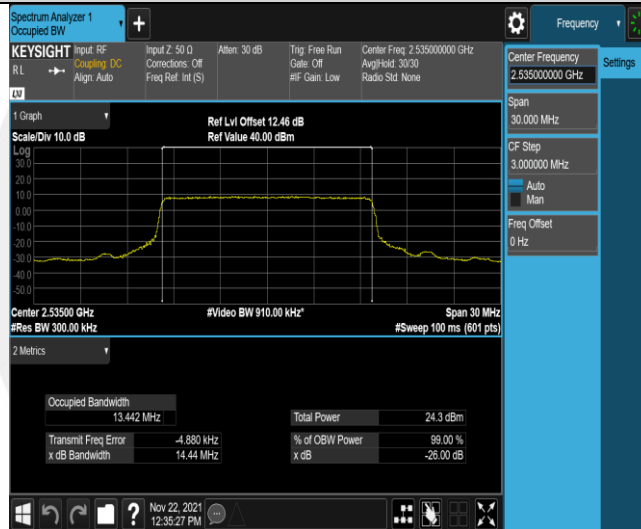 Spectrum Analyzer 1
Occupied BW
Frequency
KEYSIGHT Input: RF Input Z: 50 Ω Atten: 30 dB Trig: Free Run Center Freq: 2.535000000 GHz
RL Coupling: DC Corrections: Off Gate: Off Avg|Hold: 30/30
Align: Auto Freq Ref: Int (S) #IF Gain: Low Radio Std: None
LXI
Center Frequency
2.535000000 GHz
Settings
Span
30.000 MHz
CF Step
3.000000 MHz
Auto
Man
Freq Offset
0 Hz
1 Graph
Ref Lvl Offset 12.46 dB
Scale/Div 10.0 dB Ref Value 40.00 dBm
Log
30.0
20.0
10.0
0.00
-10.0
-20.0
-30.0
-40.0
-50.0
Center 2.53500 GHz #Video BW 910.00 kHz* Span 30 MHz
#Res BW 300.00 kHz #Sweep 100 ms (601 pts)
2 Metrics
Occupied Bandwidth
13.442 MHz Total Power 24.3 dBm
Transmit Freq Error -4.880 kHz % of OBW Power 99.00 %
x dB Bandwidth 14.44 MHz x dB -26.00 dB
Nov 22, 2021
12:35:27 PM